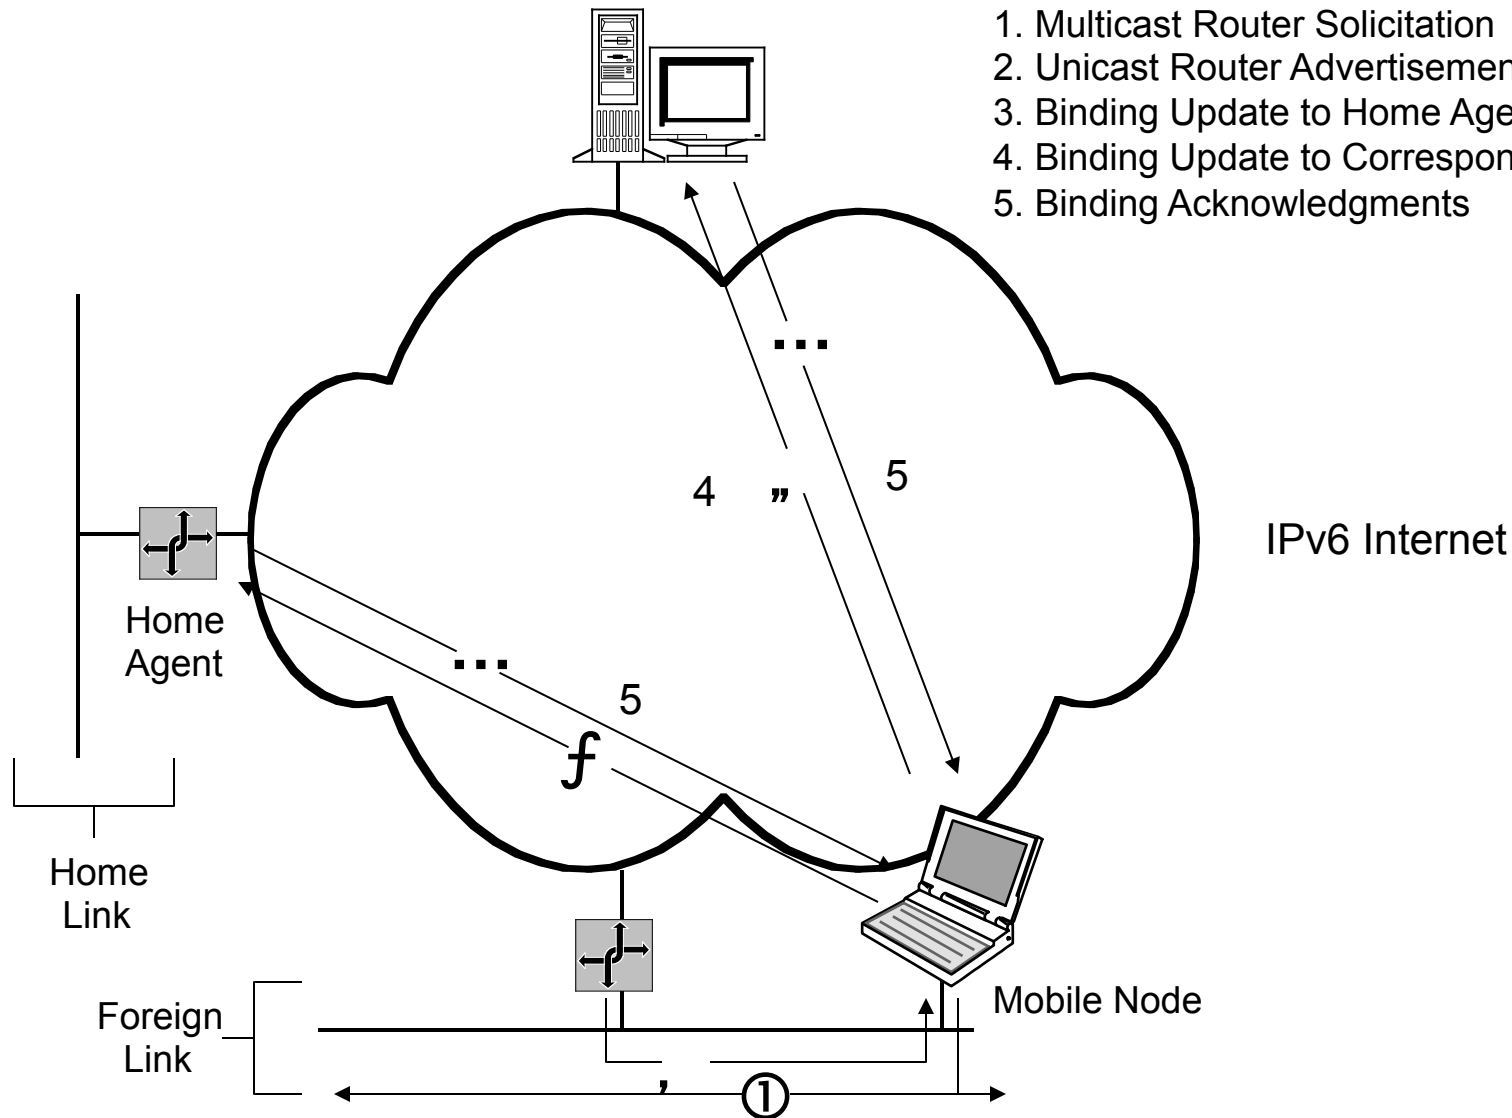 1. Multicast Router Solicitation
2. Unicast Router Advertisemen
3. Binding Update to Home Age
4. Binding Update to Correspon
5. Binding Acknowledgments
…
4 „ 5
IPv6 Internet
Home
Agent
…
5
ƒ
Home
Link
Mobile Node
Foreign
Link
‚
①